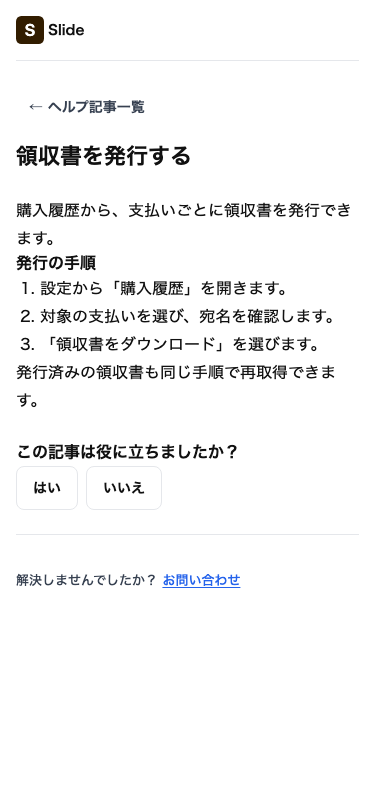 S Slide
← ヘルプ記事一覧
領収書を発行する
購入履歴から、支払いごとに領収書を発行でき
ます。
発行の手順
1. 設定から「購入履歴」を開きます。
2. 対象の支払いを選び、宛名を確認します。
3. 「領収書をダウンロード」を選びます。
発行済みの領収書も同じ手順で再取得できま
す。
この記事は役に立ちましたか？
はい いいえ
解決しませんでしたか？ お問い合わせ